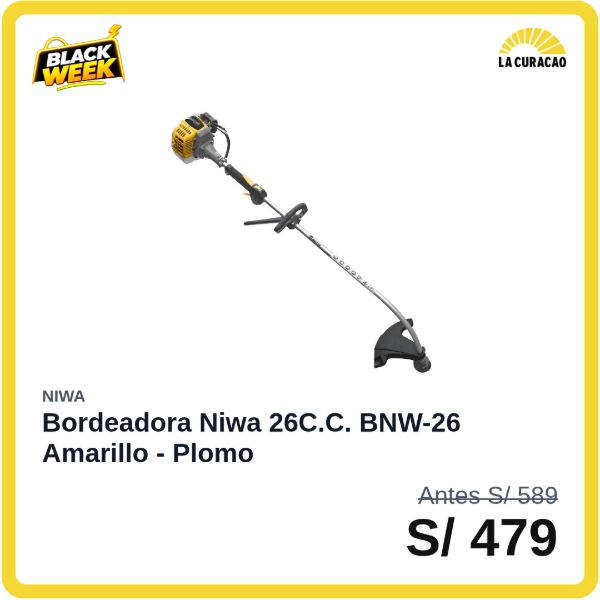 BLACK
WEEK
LA CURACAO
NIWA
Bordeadora Niwa 26C.C. BNW-26
Amarillo - Plomo
Antes S/ 589
S/ 479